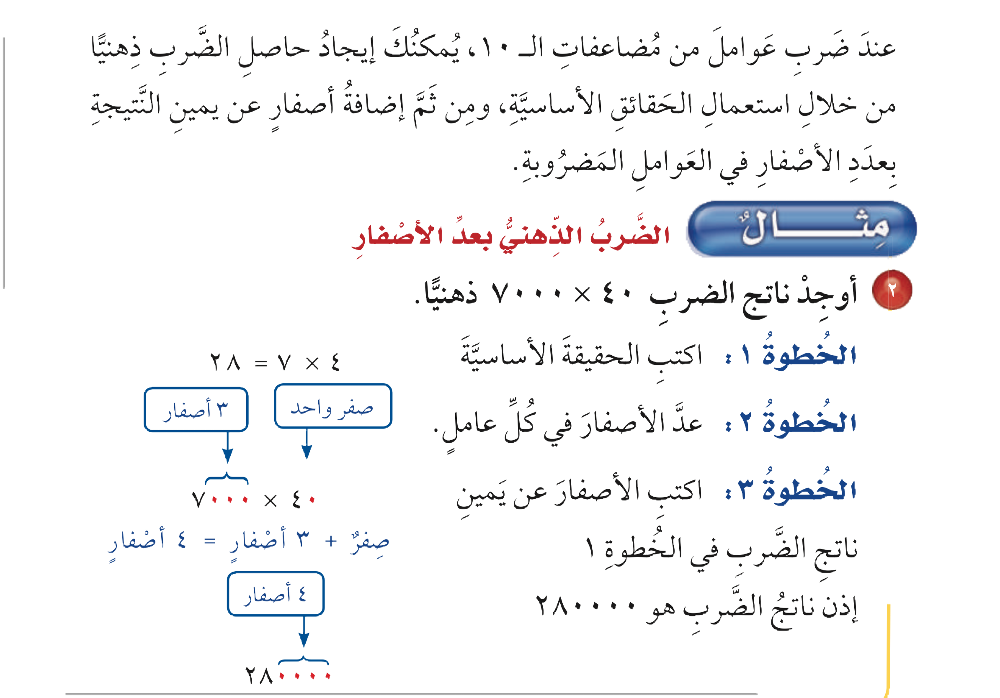 عندَ ضَربِ عَواملَ من مُضاعفاتِ الـ ١٠، يُمكنُكَ إيجادُ حاصلِ الضَّربِ ذِهنيًّا
من خلالِ استعمالِ الحَقائقِ الأساسيَّةِ، ومِن ثَمَّ إضافةُ أصفارٍ عن يمينِ النَّتيجةِ
بِعدَدِ الأصْفارِ في العَواملِ المَضرُوبةِ.
مِثـــالٌ
الضَّربُ الذِّهنيُّ بعدِّ الأصْفارِ
٢ أوجِدْ ناتج الضربِ ٤٠ × ٧٠٠٠ ذهنيًّا.
الخُطوةُ ١ : اكتبِ الحقيقةَ الأساسيَّةَ
٤ × ٧ = ٢٨
الخُطوةُ ٢ : عدَّ الأصفارَ في كُلِّ عاملٍ.
صفر واحد
٣ أصفار
الخُطوةُ ٣ : اكتبِ الأصفارَ عن يَمينِ
٤٠ × ٧٠٠٠
ناتجِ الضَّربِ في الخُطوةِ ١
صِفرٌ + ٣ أصْفارٍ = ٤ أصْفارٍ
إذن ناتجُ الضَّربِ هو ٢٨٠٠٠٠
٤ أصفار
٢٨٠٠٠٠